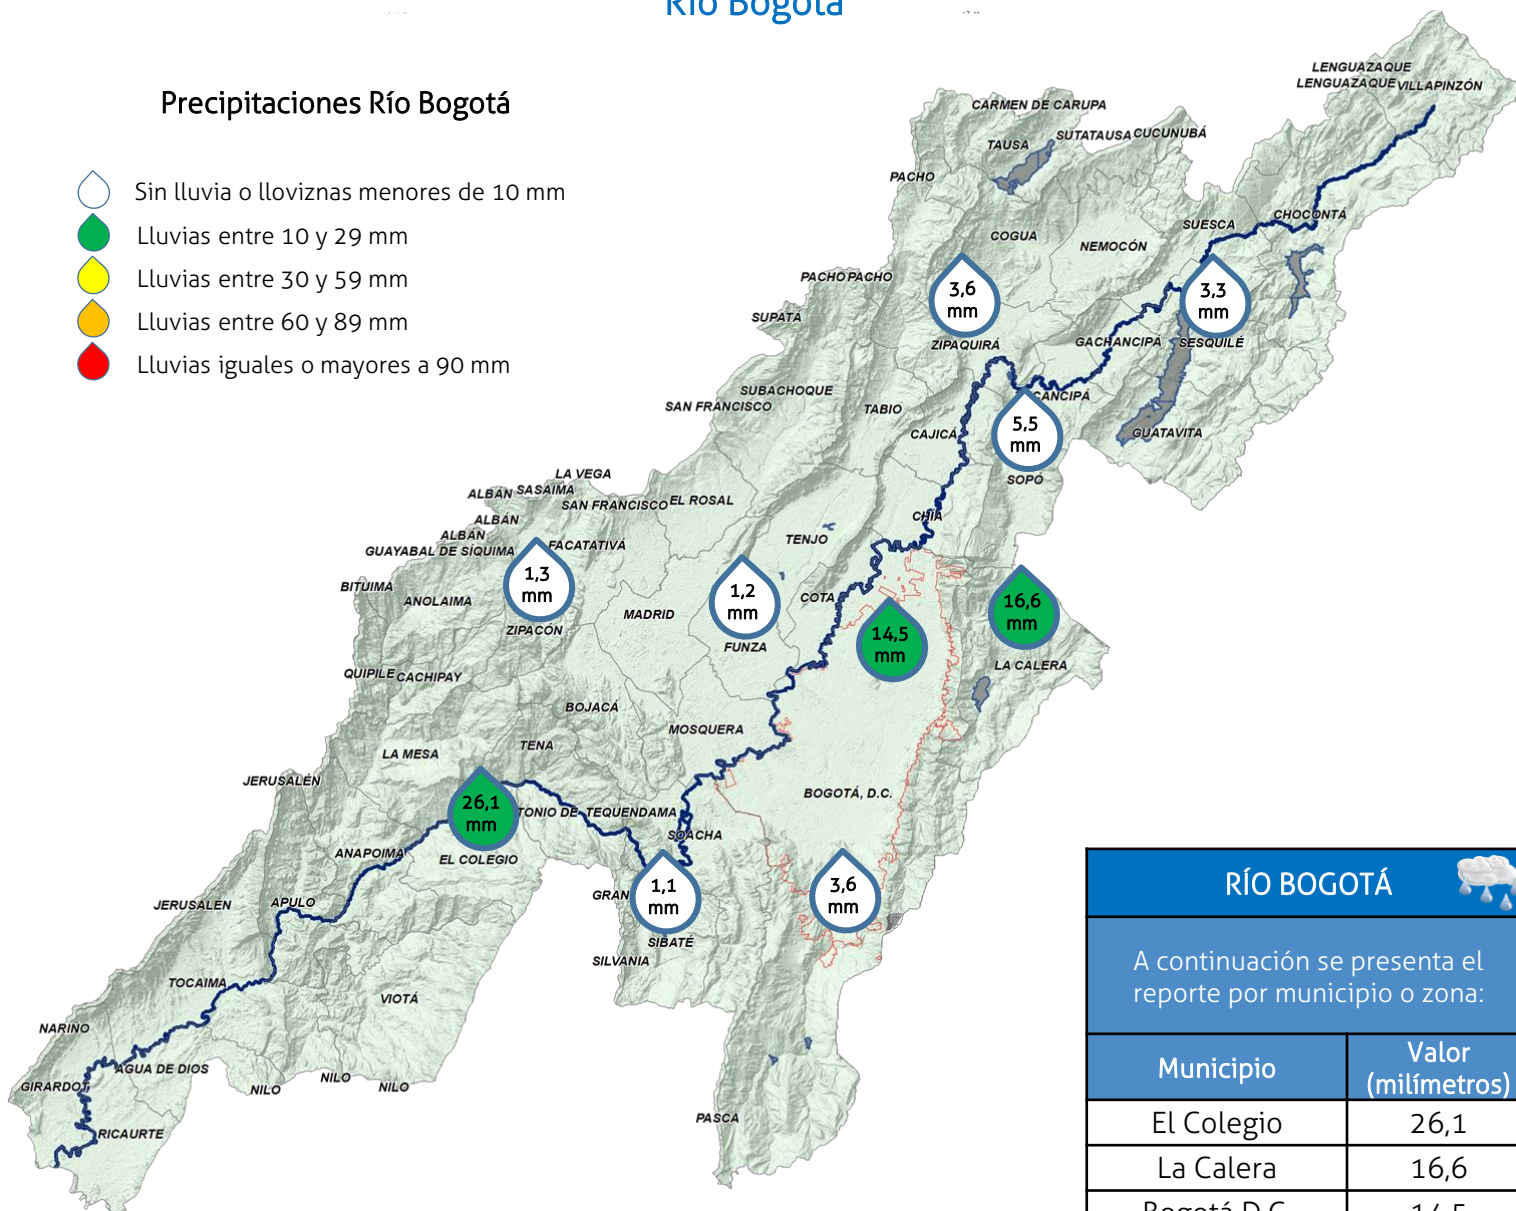 Río Bogotá
Precipitaciones Río Bogotá
Sin lluvia o lloviznas menores de 10 mm
Lluvias entre 10 y 29 mm
Lluvias entre 30 y 59 mm
Lluvias entre 60 y 89 mm
Lluvias iguales o mayores a 90 mm
LENGUAZAQUE
LENGUAZAQUE
VILLAPINZÓN
CARMEN DE CARUPA
SUTATAUSA
CUCUNUBÁ
TAUSA
PACHO
CHOCONTÁ
SUESCA
COGUA
NEMOCÓN
PACHO
PACHO
3,6
mm
3,3
mm
SUPATÁ
ZIPAQUIRÁ
GACHANCIPÁ
SESQUILÉ
SUBACHOQUE
SAN FRANCISCO
TABIO
CANCIPÁ
CAJICÁ
5,5
mm
GUATAVITA
SOPÓ
LA VEGA
ALBÁN
SASAIMA
SAN FRANCISCO
EL ROSAL
ALBÁN
CHÍA
ALBÁN
GUAYABAL DE SÍQUIMA
FACATATIVÁ
TENJO
BITUIMA
ANOLAIMA
1,3
mm
1,2
mm
COTA
16,6
mm
MADRID
ZIPACÓN
FUNZA
14,5
mm
LA CALERA
QUIPILE
CACHIPAY
BOJACÁ
MOSQUERA
TENA
LA MESA
JERUSALÉN
BOGOTÁ, D.C.
26,1
mm
TONIO DE TEQUENDAMA
SOACHA
ANAPOIMA
EL COLEGIO
GRAN
1,1
mm
3,6
mm
JERUSALÉN
APULO
SIBATÉ
SILVANIA
TOCAIMA
VIOTÁ
NARIÑO
AGUA DE DIOS
GIRARDOT
NILO
NILO
NILO
RICAURTE
PASCA
RÍO BOGOTÁ
A continuación se presenta el
reporte por municipio o zona:
Municipio
Valor
(milímetros)
El Colegio 26,1
La Calera 16,6
Bogotá D.C. 14,5